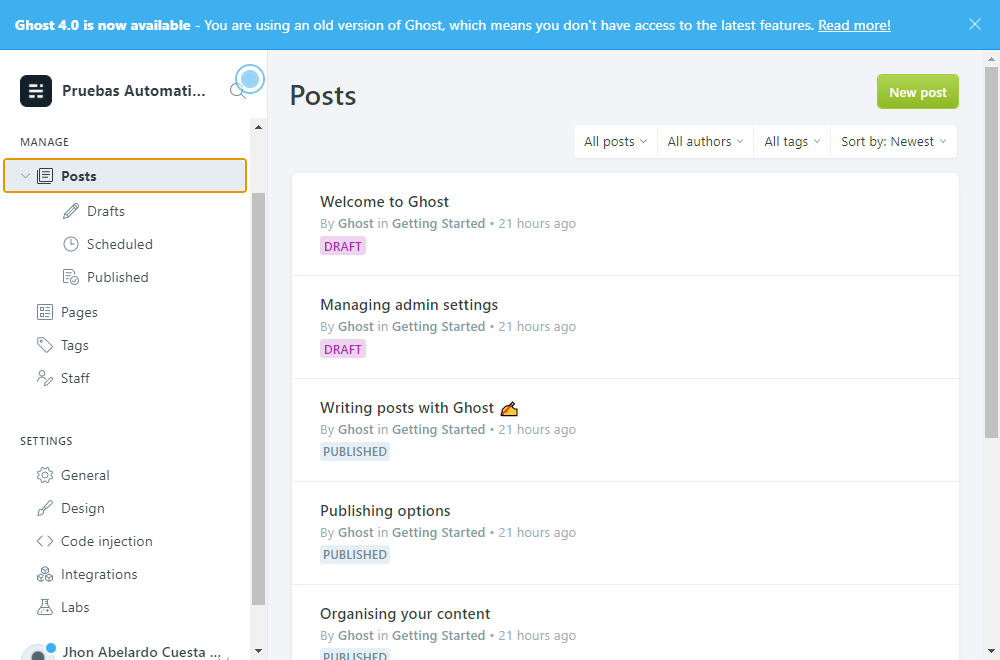 Ghost 4.0 is now available - You are using an old version of Ghost, which means you don't have access to the latest features. Read more!
Pruebas Automati...
MANAGE
Posts
Drafts
Scheduled
Published
Pages
Tags
Staff
SETTINGS
General
Design
Code injection
Integrations
Labs
Jhon Abelardo Cuesta ...
Posts
New post
All posts
All authors
All tags
Sort by: Newest
Welcome to Ghost
By Ghost in Getting Started • 21 hours ago
DRAFT
Managing admin settings
By Ghost in Getting Started • 21 hours ago
DRAFT
Writing posts with Ghost ✍️
By Ghost in Getting Started • 21 hours ago
PUBLISHED
Publishing options
By Ghost in Getting Started • 21 hours ago
PUBLISHED
Organising your content
By Ghost in Getting Started • 21 hours ago
PUBLISHED